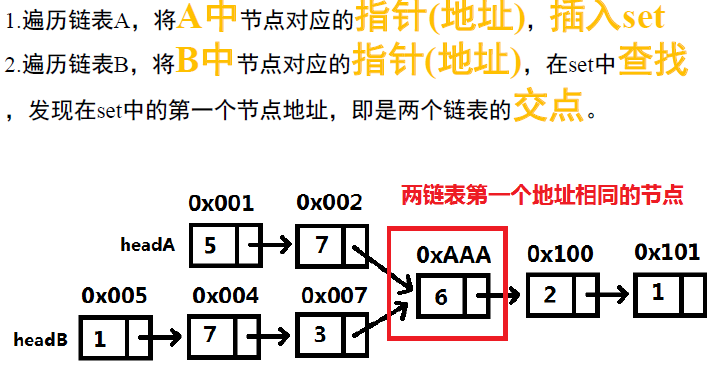 1.遍历链表A，将A中节点对应的指针(地址)，插入set
2.遍历链表B，将B中节点对应的指针(地址)，在set中查找
，发现在set中的第一个节点地址，即是两个链表的交点。
两链表第一个地址相同的节点
0x001 0x002
headA 5 7
0xAAA 0x100 0x101
6 2 1
0x005 0x004 0x007
headB 1 7 3